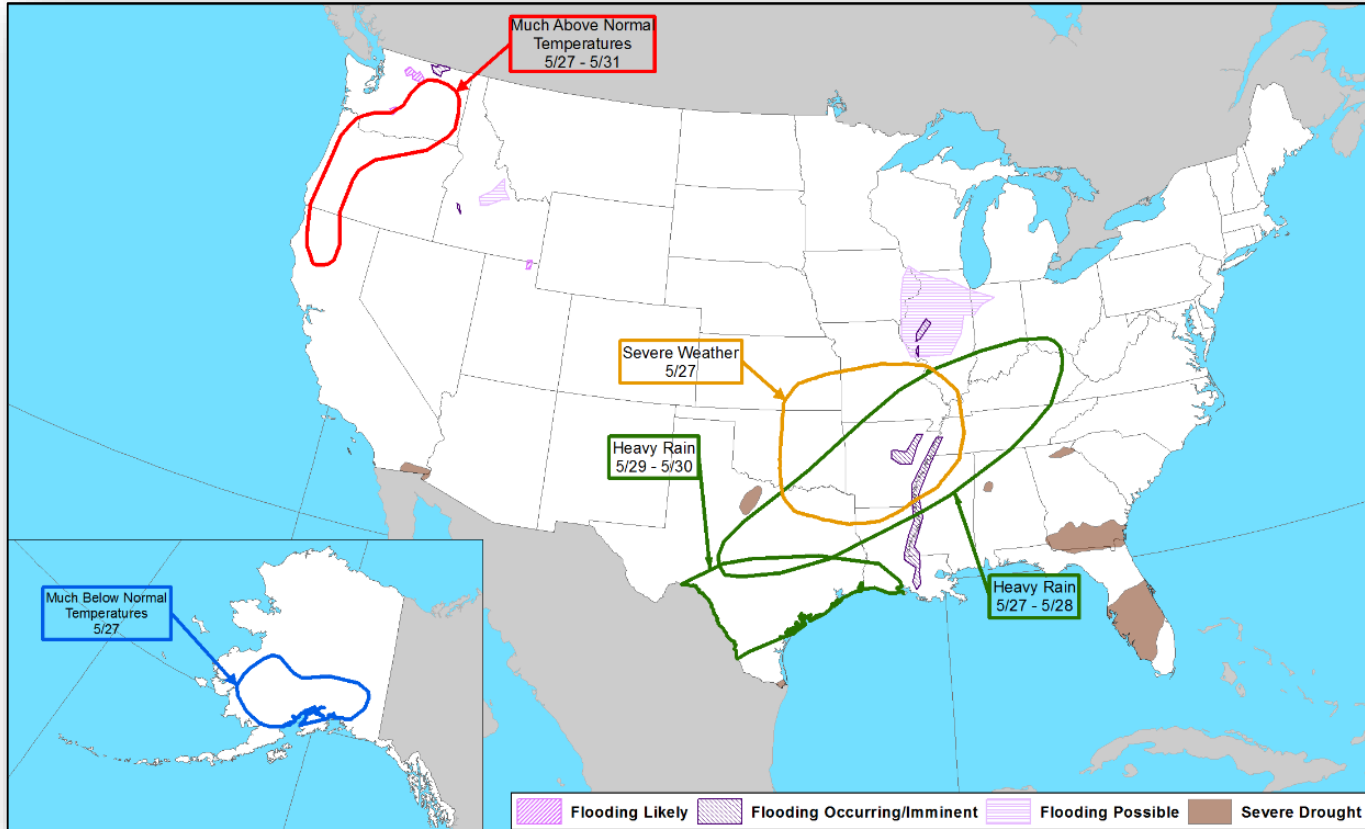 Much Above Normal
Temperatures
5/27 - 5/31
Severe Weather
5/27
Heavy Rain
5/29 - 5/30
Heavy Rain
5/27 - 5/28
Much Below Normal
Temperatures
5/27
Flooding Likely
Flooding Occurring/Imminent
Flooding Possible
Severe Drought